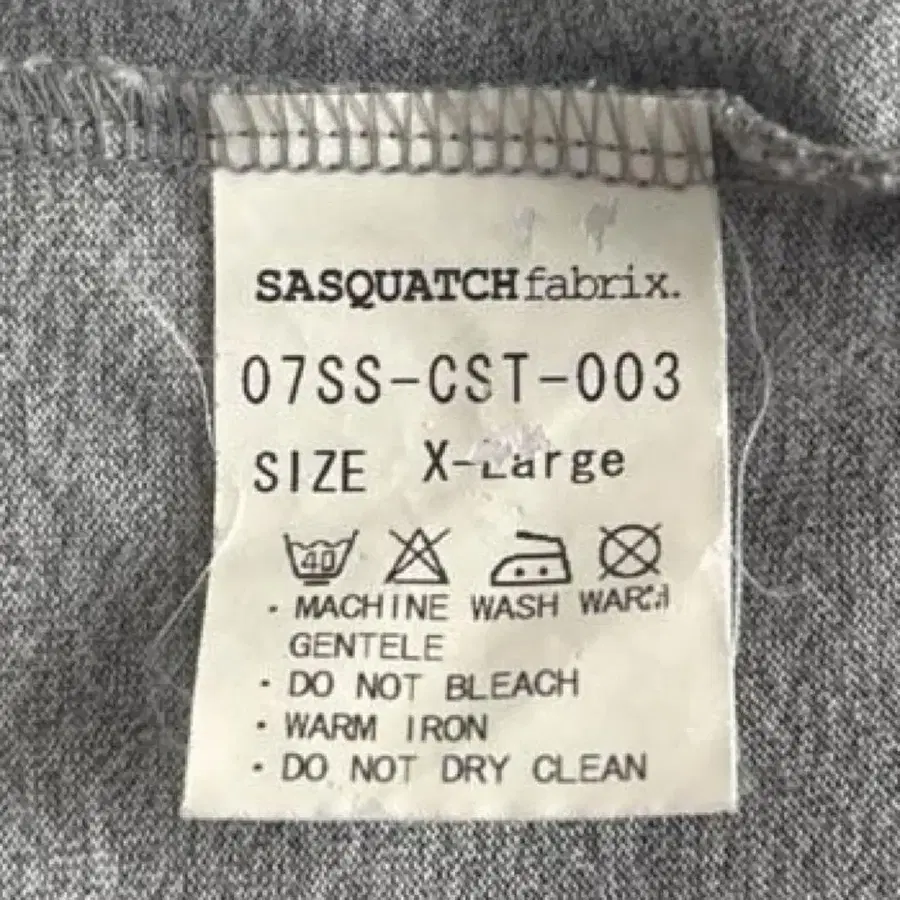 SASQUATCHfabrix.
07SS-CST-003
SIZE X-Large
40
· MACHINE WASH WARM
GENTELE
· DO NOT BLEACH
· WARM IRON
· DO NOT DRY CLEAN